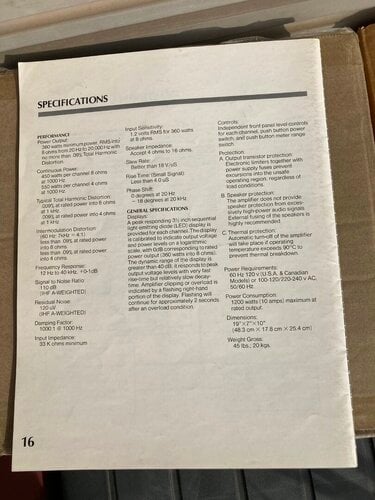 SPECIFICATIONS
PERFORMANCE
Power Output:
360 watts minimum power, RMS into
8 ohms from 20 Hz to 20,000 Hz with
no more than .09% Total Harmonic
Distortion.
Continuous Power:
450 watts per channel 8 ohms
at 1000 Hz
550 watts per channel 4 ohms
at 1000 Hz
Typical Total Harmonic Distortion:
.009% at rated power into 8 ohms
at 1 kHz
.009% at rated power into 4 ohms
at 1 kHz
Intermodulation Distortion
(60 Hz: 7kHz = 4:1)
less than .09% at rated power
into 8 ohms
less than .09% at rated power
into 4 ohms
Frequency Response:
12 Hz to 40 kHz +0-1dB
Signal to Noise Ratio
110 dB
(IHF A-WEIGHTED)
Residual Noise:
120 uV
(IHF A-WEIGHTED)
Damping Factor:
1000:1 @ 1000 Hz
Input Impedance:
33 K ohms minimum
Input Sensitivity:
1.2 volts RMS for 360 watts
at 8 ohms.
Speaker Impedance:
Accept 4 ohms to 16 ohms.
Slew Rate:
Better than 18 V/uS
Rise Time (Small Signal)
Less than 4.0 uS
Phase Shift:
0 degrees at 20 Hz
– 18 degrees at 20 kHz
GENERAL SPECIFICATIONS
Displays:
A peak responding 3½ inch sequential
light emitting diode (LED) display is
provided for each channel. The display
is calibrated to indicate output voltage
and power levels on a logarithmic
scale, with 0dB corresponding to rated
power output (360 watts into 8 ohms).
The dynamic range of the display is
greater than 40 dB; it responds to peak
output voltage levels with very fast
rise-time but relatively slow decay-
time. Amplifier clipping or overload is
indicated by a flashing right-hand
portion of the display. Flashing will
continue for approximately 2 seconds
after an overload condition.
Controls:
Independent front panel level controls
for each channel, push button power
switch, and push button meter range
switch
Protection:
A. Output transistor protection:
Electronic limiters together with
power supply fuses prevent
excursions into the unsafe
operating region, regardless of
load conditions.
B. Speaker protection:
The amplifier does not provide
speaker protection from exces-
sively high-power audio signals.
External fusing of the speakers is
highly recommended.
C. Thermal protection:
Automatic turn-off of the amplifier
will take place if operating
temperature exceeds 90°C to
prevent thermal breakdown.
Power Requirements:
60 Hz 120 v (U.S.A. & Canadian
Models) or 100-120/220-240 v AC,
50/60 Hz
Power Consumption:
1200 watts (10 amps) maximum at
rated output.
Dimensions:
19"×7"×10"
(48.3 cm × 17.8 cm × 25.4 cm)
Weight Gross:
45 lbs.; 20 kgs.
16